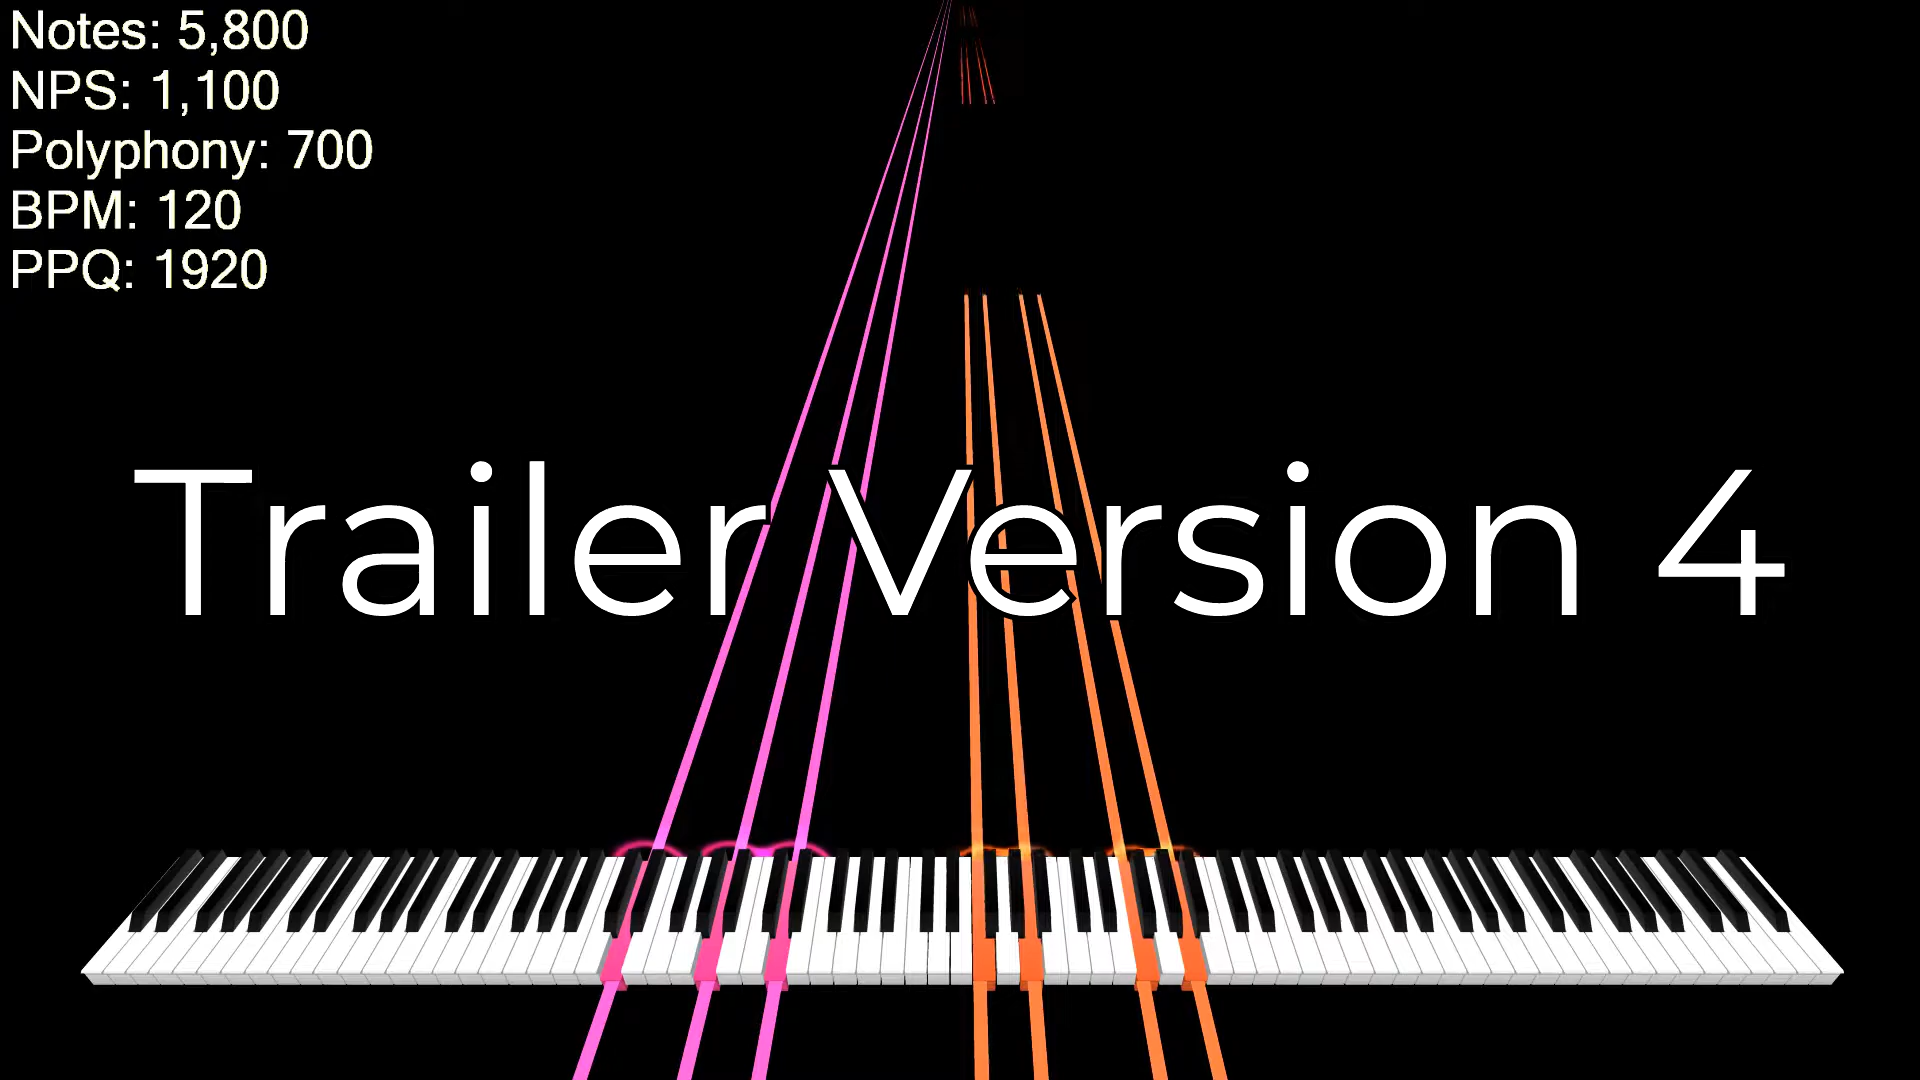 Notes: 5,800
NPS: 1,100
Polyphony: 700
BPM: 120
PPQ: 1920
Trailer Version 4